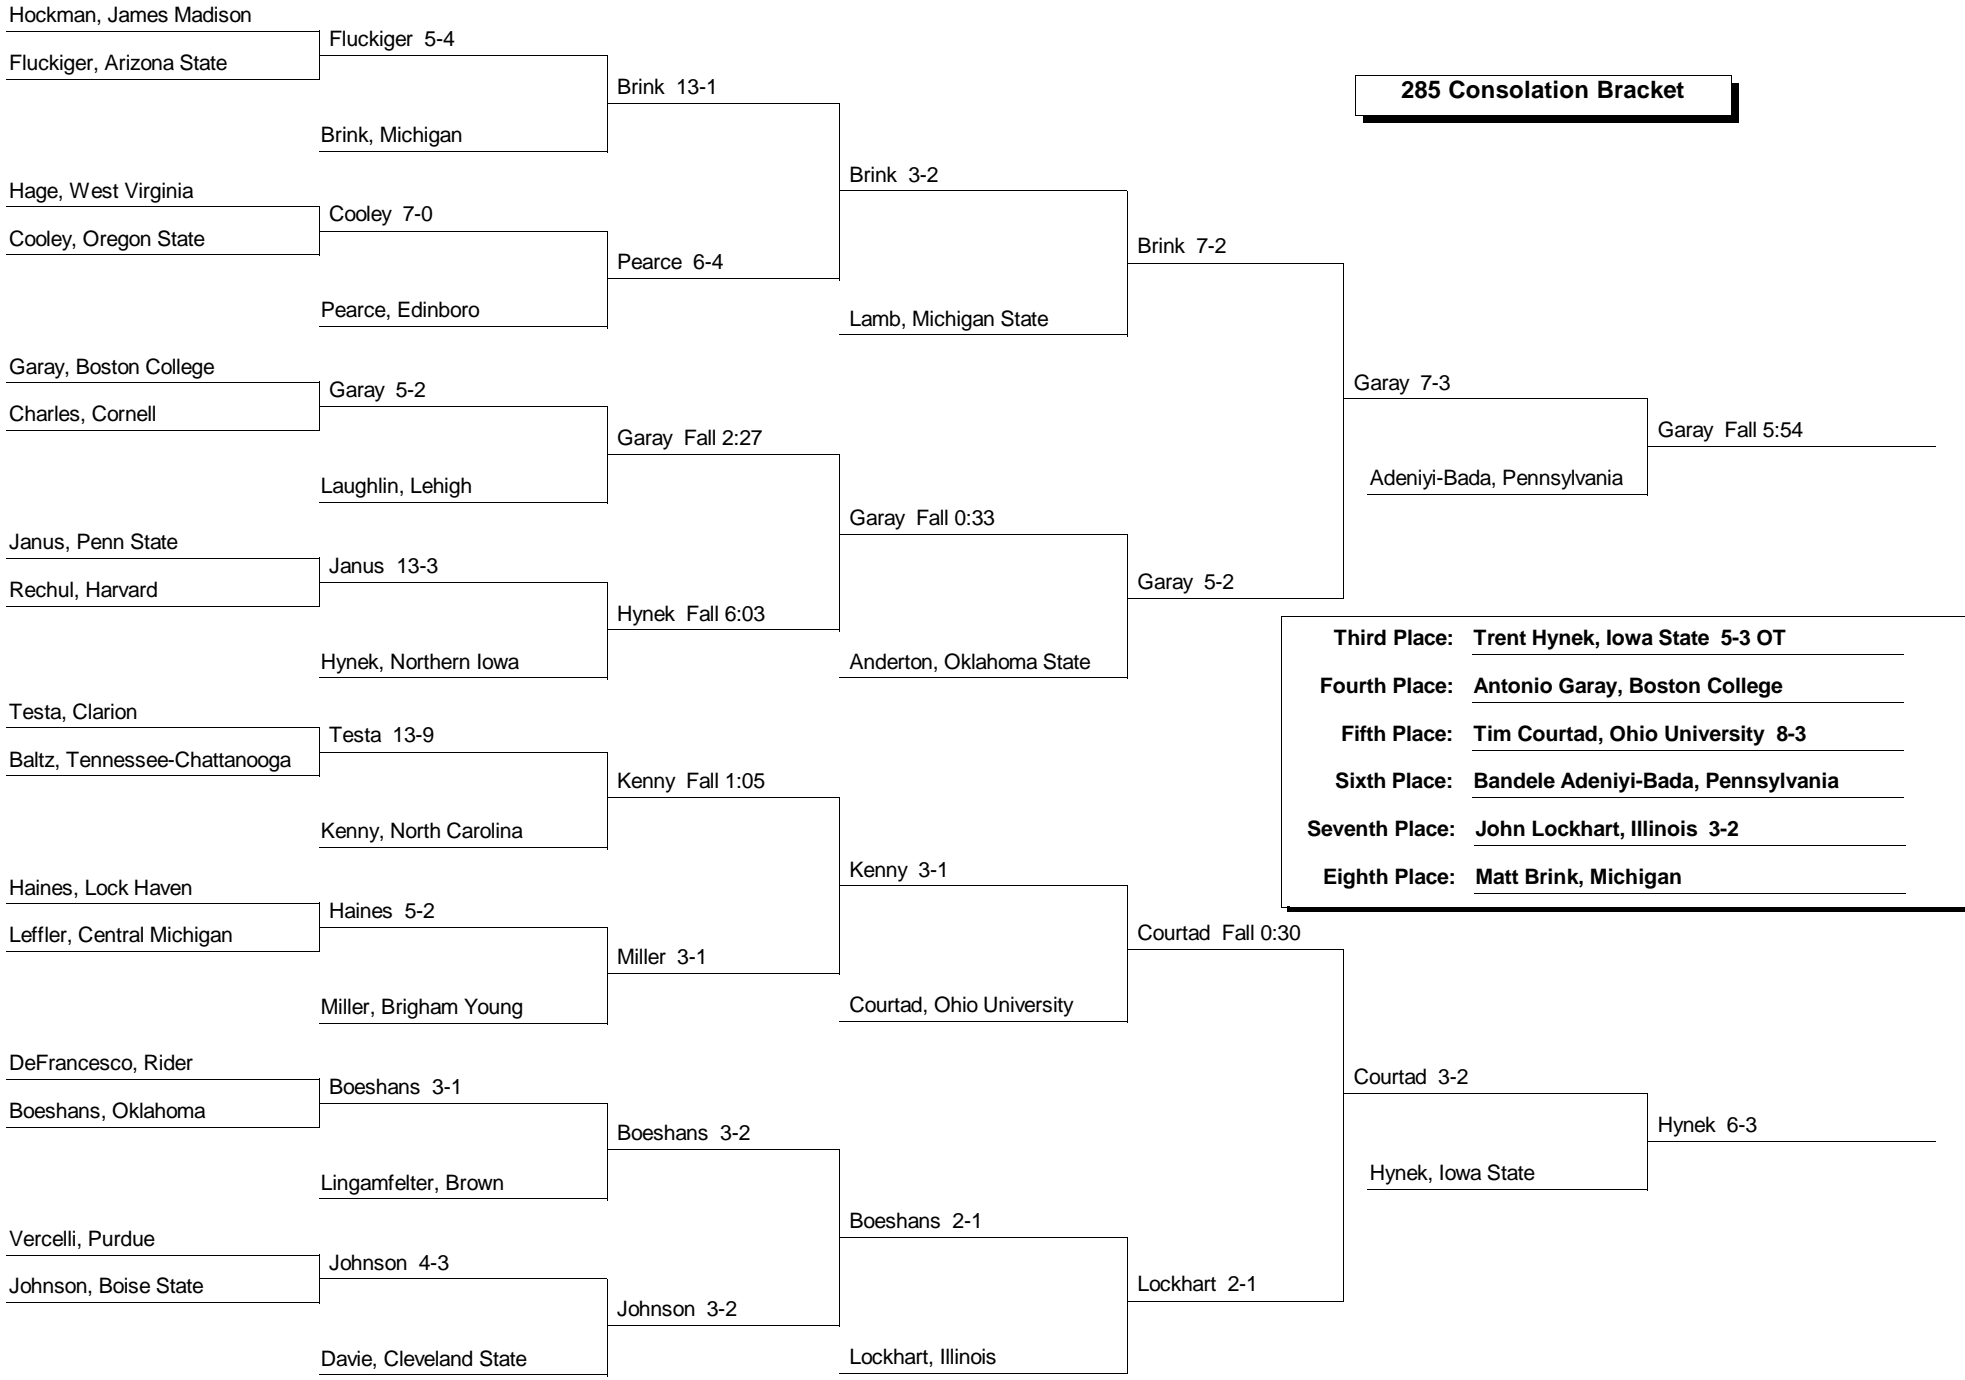 Hockman, James Madison
Fluckiger 5-4
Fluckiger, Arizona State
Brink 13-1
285 Consolation Bracket
Brink, Michigan
Brink 3-2
Hage, West Virginia
Cooley 7-0
Cooley, Oregon State
Brink 7-2
Pearce 6-4
Pearce, Edinboro
Lamb, Michigan State
Garay, Boston College
Garay 7-3
Garay 5-2
Charles, Cornell
Garay Fall 5:54
Garay Fall 2:27
Adeniyi-Bada, Pennsylvania
Laughlin, Lehigh
Garay Fall 0:33
Janus, Penn State
Janus 13-3
Garay 5-2
Rechul, Harvard
Hynek Fall 6:03
Third Place: Trent Hynek, Iowa State 5-3 OT
Hynek, Northern Iowa
Anderton, Oklahoma State
Fourth Place: Antonio Garay, Boston College
Testa, Clarion
Testa 13-9
Fifth Place: Tim Courtad, Ohio University 8-3
Baltz, Tennessee-Chattanooga
Kenny Fall 1:05
Sixth Place: Bandele Adeniyi-Bada, Pennsylvania
Kenny, North Carolina
Seventh Place: John Lockhart, Illinois 3-2
Kenny 3-1
Eighth Place: Matt Brink, Michigan
Haines, Lock Haven
Haines 5-2
Leffler, Central Michigan
Courtad Fall 0:30
Miller 3-1
Miller, Brigham Young
Courtad, Ohio University
DeFrancesco, Rider
Courtad 3-2
Boeshans 3-1
Boeshans, Oklahoma
Hynek 6-3
Boeshans 3-2
Hynek, Iowa State
Lingamfelter, Brown
Boeshans 2-1
Vercelli, Purdue
Johnson 4-3
Johnson, Boise State
Lockhart 2-1
Johnson 3-2
Davie, Cleveland State
Lockhart, Illinois